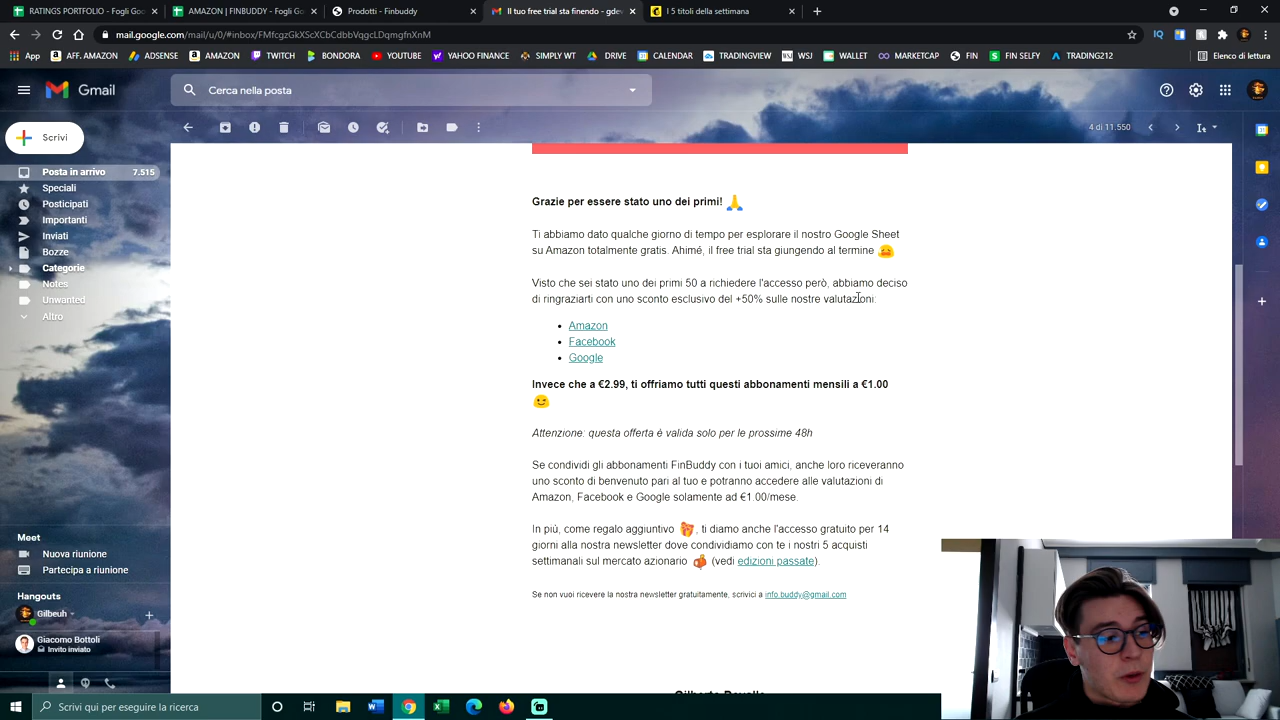 RATINGS PORTFOLIO - Fogli Goo
AMAZON | FINBUDDY - Fogli Goo
Prodotti - Finbuddy
Il tuo free trial sta finendo - gdev
I 5 titoli della settimana
mail.google.com/mail/u/0/#inbox/FMfcgzGkXScXCbCdbbVqgcLDqmgfnXnM
App
AFF. AMAZON
ADSENSE
AMAZON
TWITCH
BONDORA
YOUTUBE
YAHOO FINANCE
SIMPLY WT
DRIVE
CALENDAR
TRADINGVIEW
WSJ
WALLET
MARKETCAP
FIN
FIN SELFY
TRADING212
Elenco di lettura
Gmail
Cerca nella posta
Scrivi
4 di 11.550
Posta in arrivo 7.515
Speciali
Posticipati
Importanti
Inviati
Bozze
Categorie
Notes
Altro
Meet
Nuova riunione
Partecipa a riunione
Hangouts
Gilbeuh
Giacomo Bottoli
Invito inviato
Grazie per essere stato uno dei primi!
Ti abbiamo dato qualche giorno di tempo per esplorare il nostro Google Sheet
su Amazon totalmente gratis. Ahimé, il free trial sta giungendo al termine
Visto che sei stato uno dei primi 50 a richiedere l'accesso però, abbiamo deciso
di ringraziarti con uno sconto esclusivo del +50% sulle nostre valutazioni:
Amazon
Facebook
Google
Invece che a €2.99, ti offriamo tutti questi abbonamenti mensili a €1.00
Attenzione: questa offerta é valida solo per le prossime 48h
Se condividi gli abbonamenti FinBuddy con i tuoi amici, anche loro riceveranno
uno sconto di benvenuto pari al tuo e potranno accedere alle valutazioni di
Amazon, Facebook e Google solamente ad €1.00/mese.
In più, come regalo aggiuntivo , ti diamo anche l'accesso gratuito per 14
giorni alla nostra newsletter dove condividiamo con te i nostri 5 acquisti
settimanali sul mercato azionario (vedi edizioni passate).
Se non vuoi ricevere la nostra newsletter gratuitamente, scrivici a info.buddy@gmail.com
Scrivi qui per eseguire la ricerca